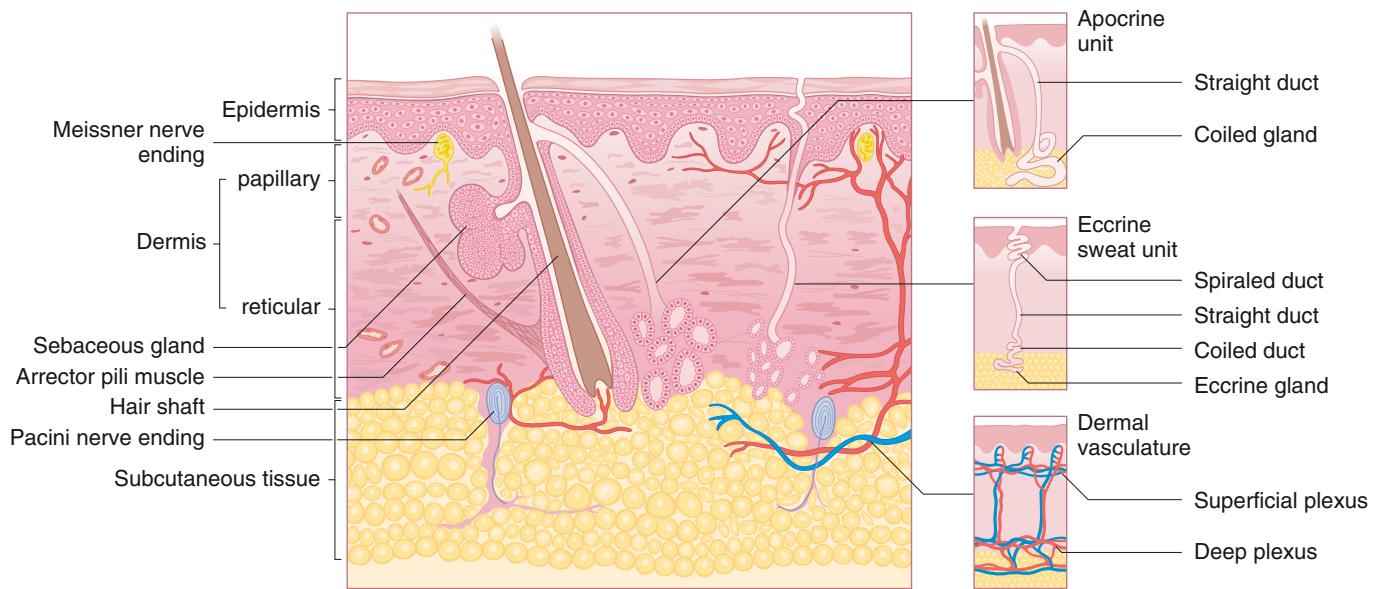 Epidermis
Meissner nerve
ending
papillary
Dermis
reticular
Sebaceous gland
Arrector pili muscle
Hair shaft
Pacini nerve ending
Subcutaneous tissue
Apocrine
unit
Straight duct
Coiled gland
Eccrine
sweat unit
Spiraled duct
Straight duct
Coiled duct
Eccrine gland
Dermal
vasculature
Superficial plexus
Deep plexus